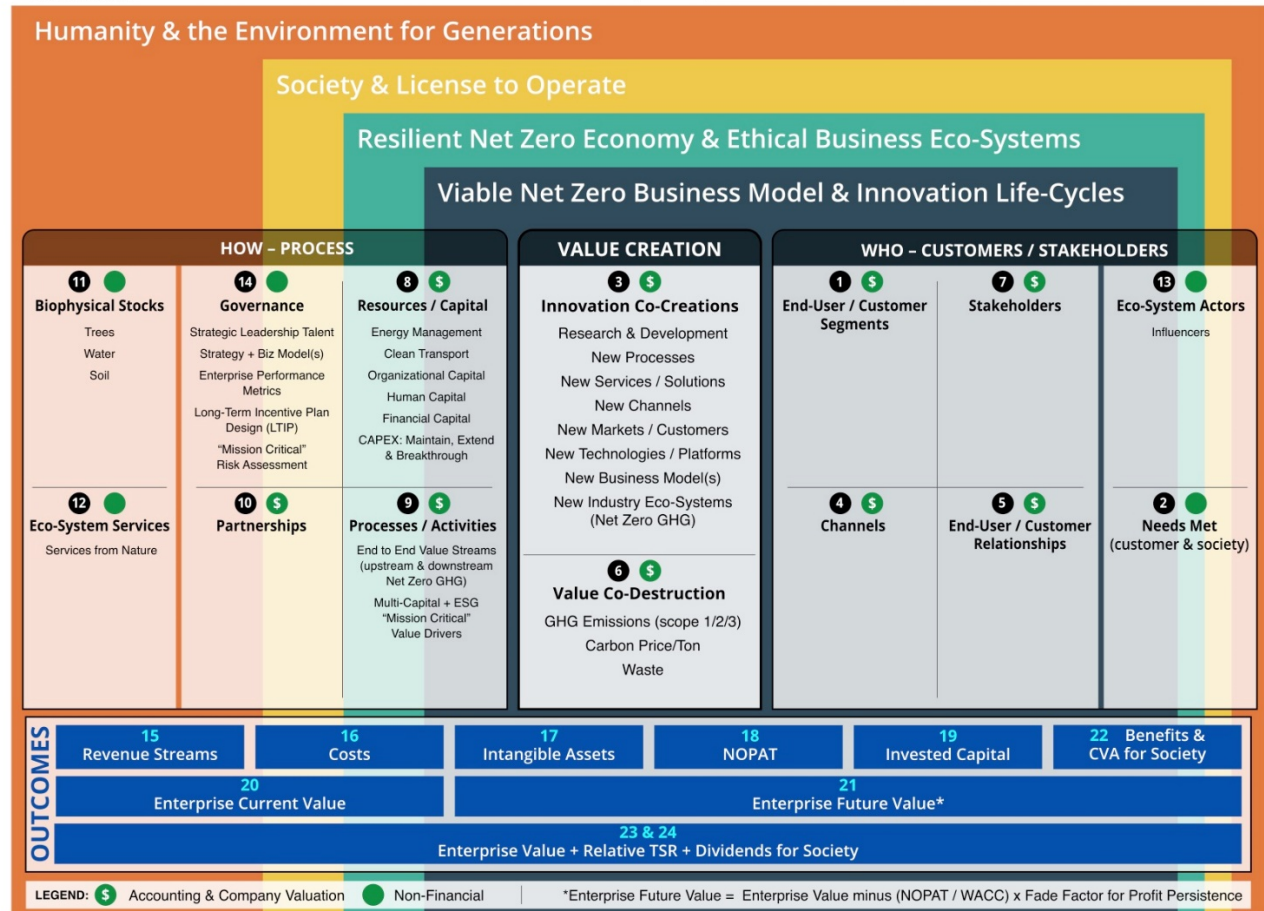 Humanity & the Environment for Generations
Society & License to Operate
Resilient Net Zero Economy & Ethical Business Eco-Systems
Viable Net Zero Business Model & Innovation Life-Cycles
HOW – PROCESS
11
Biophysical Stocks
Trees
Water
Soil
14
Governance
Strategic Leadership Talent
Strategy + Biz Model(s)
Enterprise Performance
Metrics
Long-Term Incentive Plan
Design (LTIP)
“Mission Critical”
Risk Assessment
8 $
Resources / Capital
Energy Management
Clean Transport
Organizational Capital
Human Capital
Financial Capital
CAPEX: Maintain, Extend
& Breakthrough
12
Eco-System Services
Services from Nature
10 $
Partnerships
9 $
Processes / Activities
End to End Value Streams
(upstream & downstream
Net Zero GHG)
Multi-Capital + ESG
“Mission Critical”
Value Drivers
VALUE CREATION
3 $
Innovation Co-Creations
Research & Development
New Processes
New Services / Solutions
New Channels
New Markets / Customers
New Technologies / Platforms
New Business Model(s)
New Industry Eco-Systems
(Net Zero GHG)
6 $
Value Co-Destruction
GHG Emissions (scope 1/2/3)
Carbon Price/Ton
Waste
WHO – CUSTOMERS / STAKEHOLDERS
1 $
End-User / Customer
Segments
7 $
Stakeholders
13
Eco-System Actors
Influencers
4 $
Channels
5 $
End-User / Customer
Relationships
2
Needs Met
(customer & society)
OUTCOMES
15
Revenue Streams
16
Costs
17
Intangible Assets
18
NOPAT
19
Invested Capital
22 Benefits &
CVA for Society
20
Enterprise Current Value
21
Enterprise Future Value*
23 & 24
Enterprise Value + Relative TSR + Dividends for Society
LEGEND: $ Accounting & Company Valuation Non-Financial *Enterprise Future Value = Enterprise Value minus (NOPAT / WACC) x Fade Factor for Profit Persistence